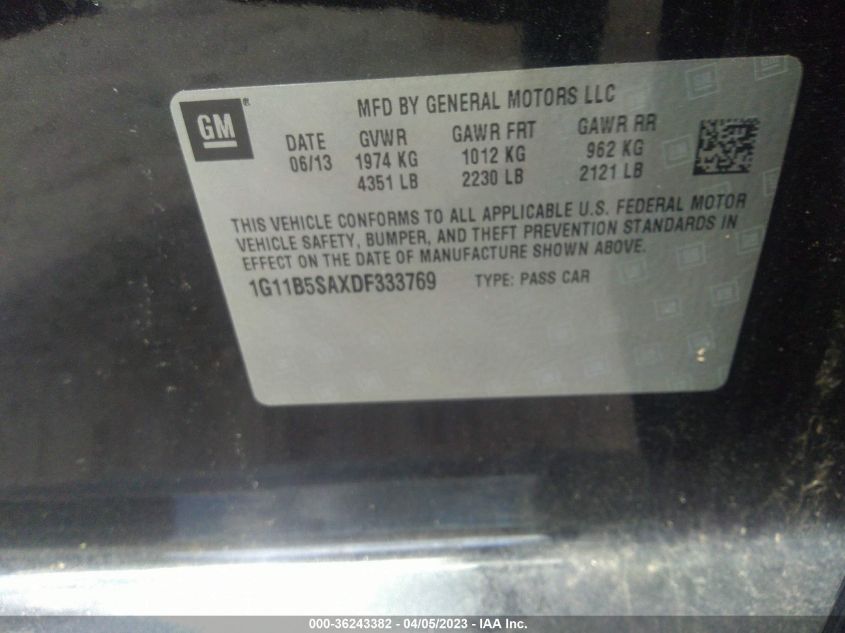 GM®
MFD BY GENERAL MOTORS LLC
DATE GVWR GAWR FRT GAWR RR
06/13 1974 KG 1012 KG 962 KG
4351 LB 2230 LB 2121 LB
THIS VEHICLE CONFORMS TO ALL APPLICABLE U.S. FEDERAL MOTOR
VEHICLE SAFETY, BUMPER, AND THEFT PREVENTION STANDARDS IN
EFFECT ON THE DATE OF MANUFACTURE SHOWN ABOVE.
1G11B5SAXDF333769 TYPE: PASS CAR
000-36243382 - 04/05/2023 - IAA Inc.